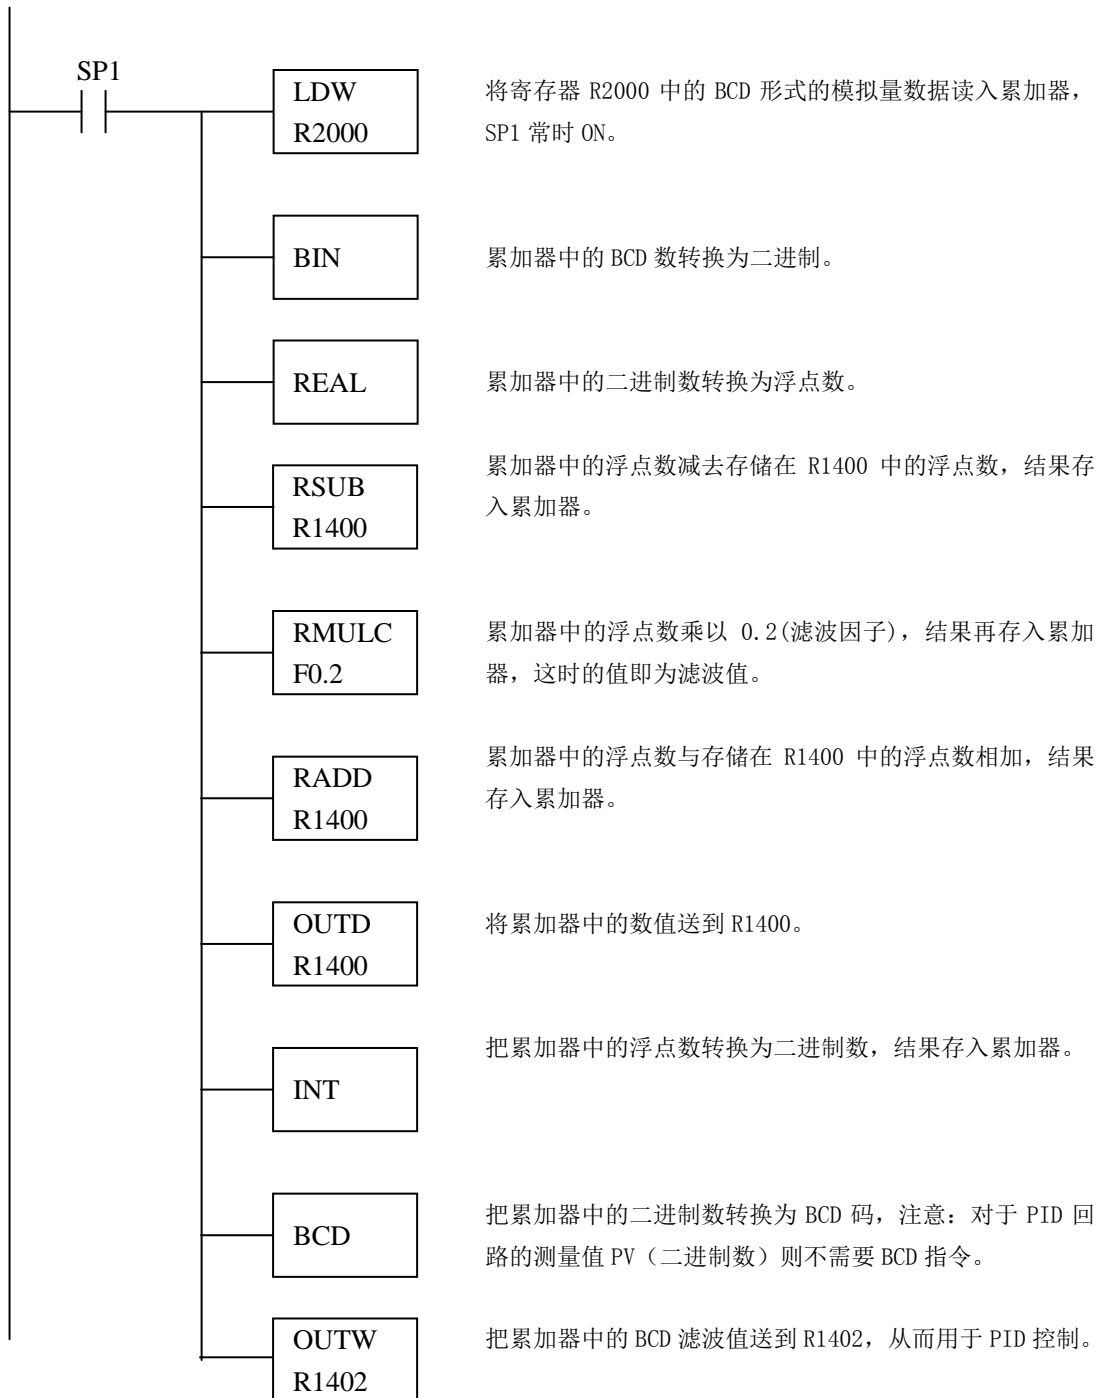 SP1
LDW
R2000
将寄存器 R2000 中的 BCD 形式的模拟量数据读入累加器，
SP1 常时 ON。
BIN
累加器中的 BCD 数转换为二进制。
REAL
累加器中的二进制数转换为浮点数。
RSUB
R1400
累加器中的浮点数减去存储在 R1400 中的浮点数，结果存
入累加器。
RMULC
F0.2
累加器中的浮点数乘以 0.2(滤波因子)，结果再存入累加
器，这时的值即为滤波值。
RADD
R1400
累加器中的浮点数与存储在 R1400 中的浮点数相加，结果
存入累加器。
OUTD
R1400
将累加器中的数值送到 R1400。
INT
把累加器中的浮点数转换为二进制数，结果存入累加器。
BCD
把累加器中的二进制数转换为 BCD 码，注意：对于 PID 回
路的测量值 PV（二进制数）则不需要 BCD 指令。
OUTW
R1402
把累加器中的 BCD 滤波值送到 R1402，从而用于 PID 控制。